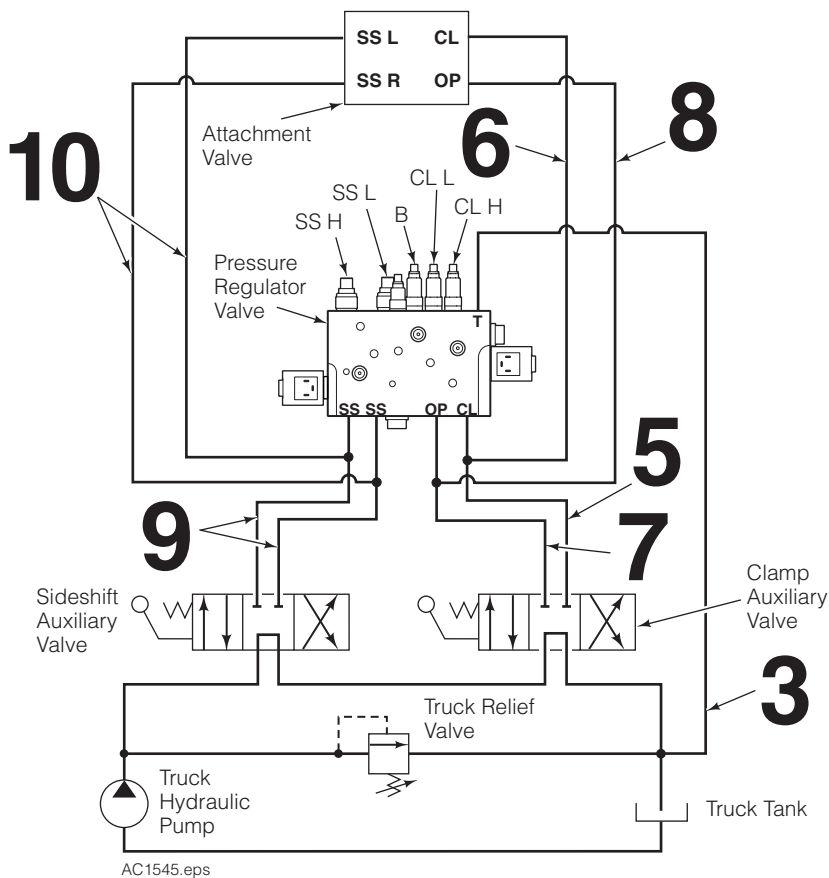 SS L CL
SS R OP
Attachment
Valve
6
8
10
SS H
SS L
B
CL L
CL H
Pressure
Regulator
Valve
T
SS SS OP CL
5
9
7
Sideshift
Auxiliary
Valve
Clamp
Auxiliary
Valve
3
Truck Relief
Valve
Truck
Hydraulic
Pump
Truck Tank
AC1545.eps